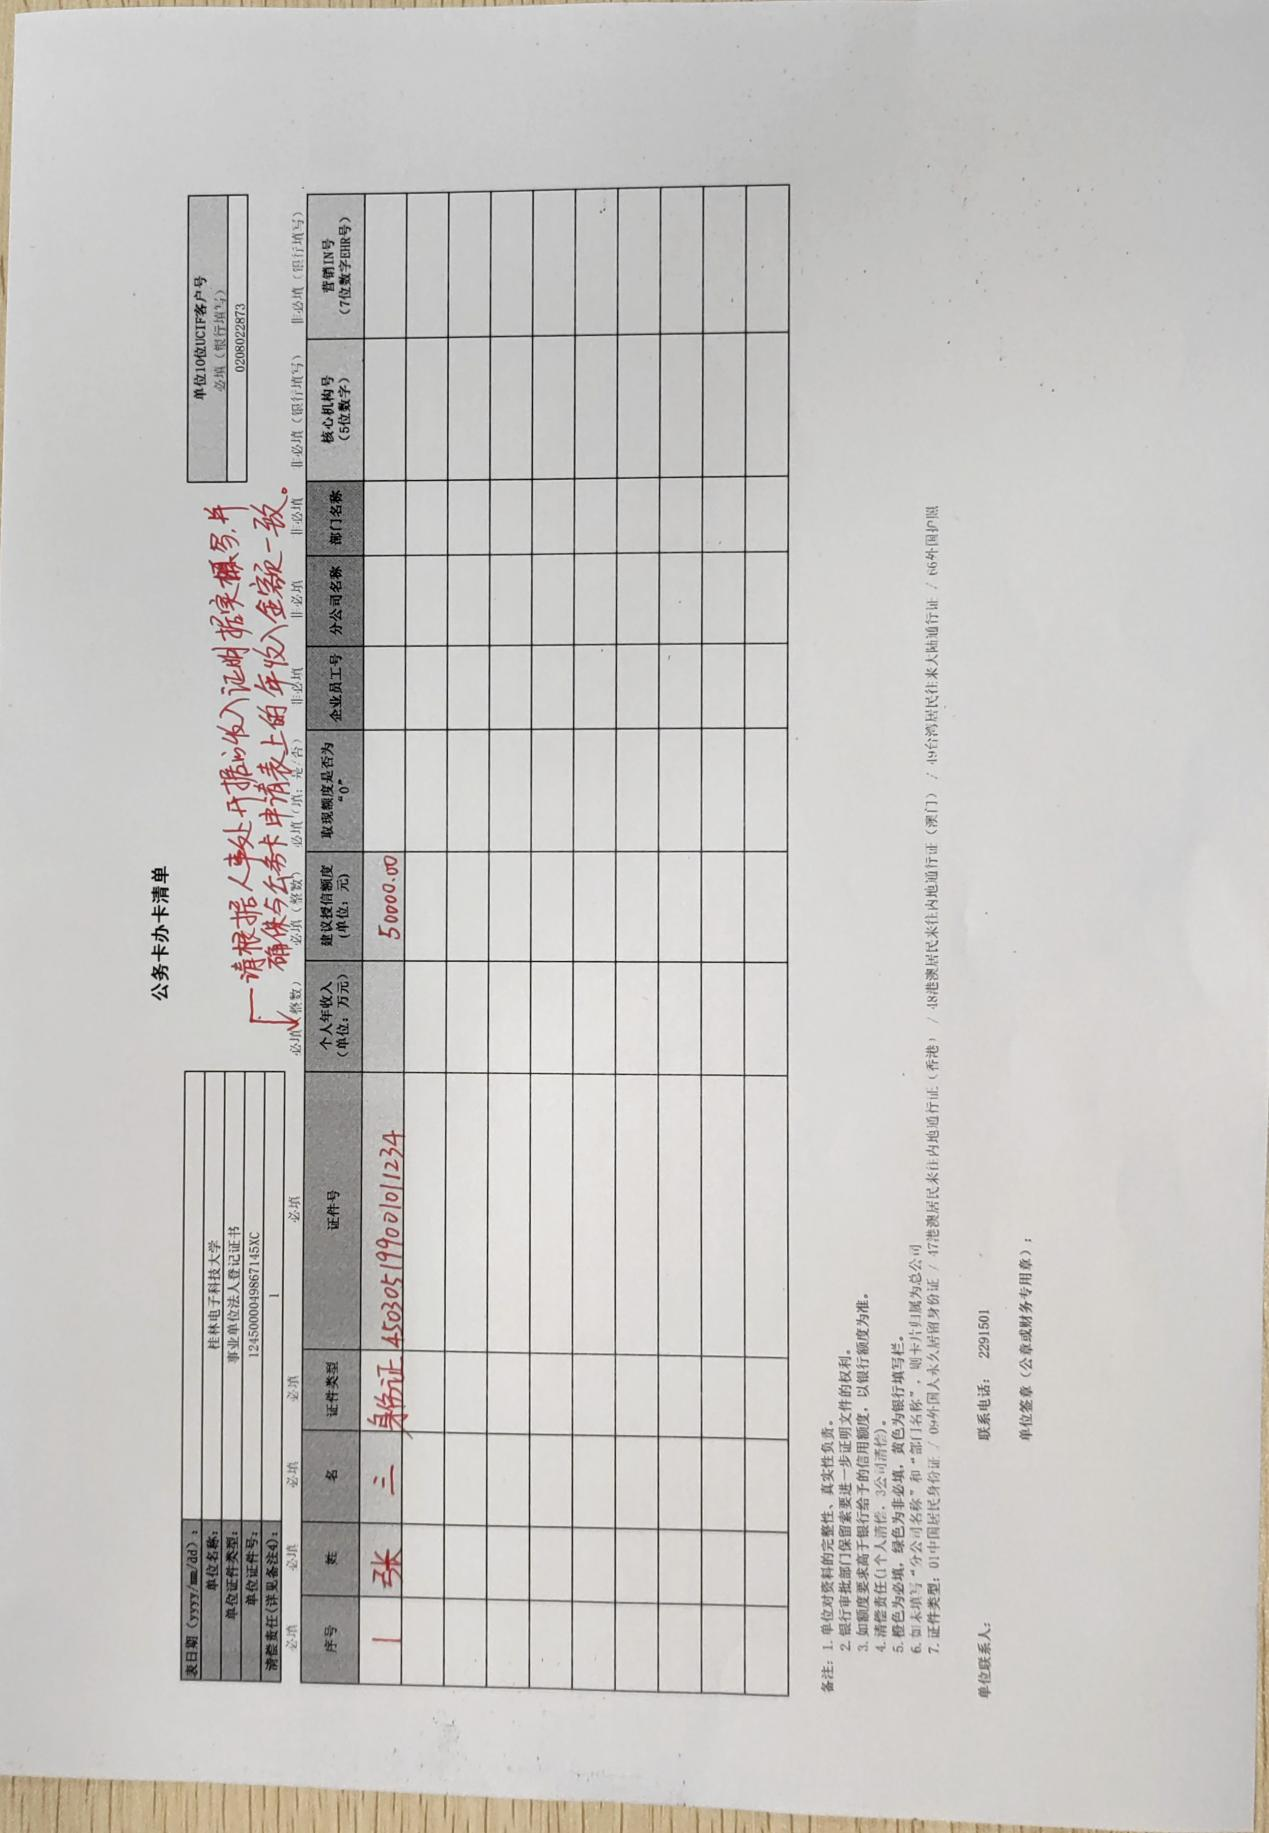 公务卡办卡清单
表日期（yyyy/mm/dd）：
单位名称： 桂林电子科技大学
单位证件类型： 事业单位法人登记证书
单位证件号： 12450000498671​45XC
清偿责任（详见备注4）： 1
单位10位UCIF客户号
必填（银行填写）
0208022873
请根据人事处开据的收入证明据实填写,并
确保与公务卡申请表上的年收入金额一致。
必填 必填 必填 必填 必填 必填（整数） 必填（整数） 必填（填：是/否） 非必填 非必填 非必填 非必填（银行填写） 非必填（银行填写）
序号 姓 名 证件类型 证件号 个人年收入（单位：万元） 建议授信额度（单位：元） 取现额度是否为“0” 企业员工号 分公司名称 部门名称 核心机构号（5位数字） 营销IN号（7位数字EHR号）
1 张 三 身份证 450305199001011234 50000.00
备注：1. 单位对资料的完整性、真实性负责。
2. 银行审批部门保留索要进一步证明文件的权利。
3. 如额度要求高于银行给予的信用额度，以银行额度为准。
4. 清偿责任(1个人清偿，3公司清偿)。
5. 橙色为必填，绿色为非必填，黄色为银行填写栏。
6. 如未填写“分公司名称”和“部门名称”，则卡片归属为总公司
7. 证件类型：01中国居民身份证 / 09外国人永久居留身份证 / 47港澳居民来往内地通行证（香港） / 48港澳居民来往内地通行证（澳门） / 49台湾居民往来大陆通行证 / 66外国护照
单位联系人： 联系电话： 2291501
单位签章（公章或财务专用章）：